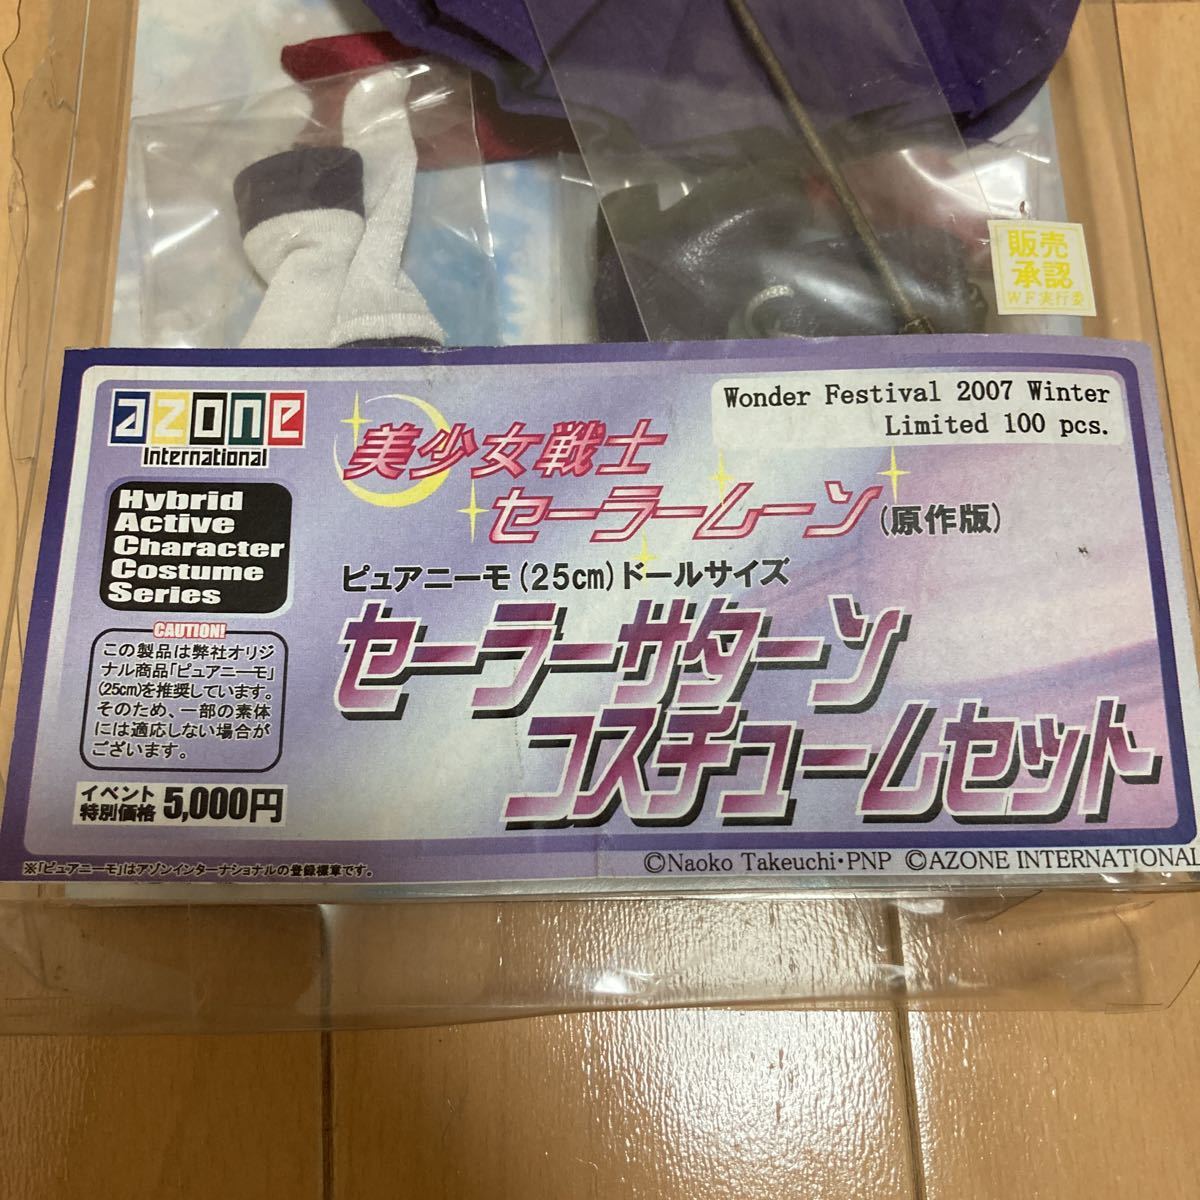 販売
承認
WF実行委
azone
International
Wonder Festival 2007 Winter
Limited 100 pcs.
美少女戦士
セーラームーン(原作版)
Hybrid
Active
Character
Costume
Series
ピュアニーモ(25cm)ドールサイズ
セーラーサターン
コスチュームセット
CAUTION!
この製品は弊社オリジ
ナル商品「ピュアニーモ」
(25cm)を推奨しています。
そのため、一部の素体
には適応しない場合が
ございます。
イベント
特別価格 5,000円
©Naoko Takeuchi・PNP ©AZONE INTERNATIONAL
※「ピュアニーモ」はアゾンインターナショナルの登録標章です。